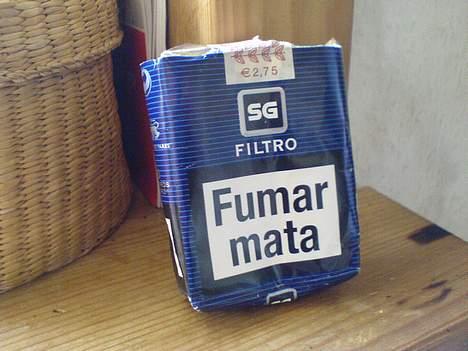 €2,75
SG
FILTRO
Fumar
mata